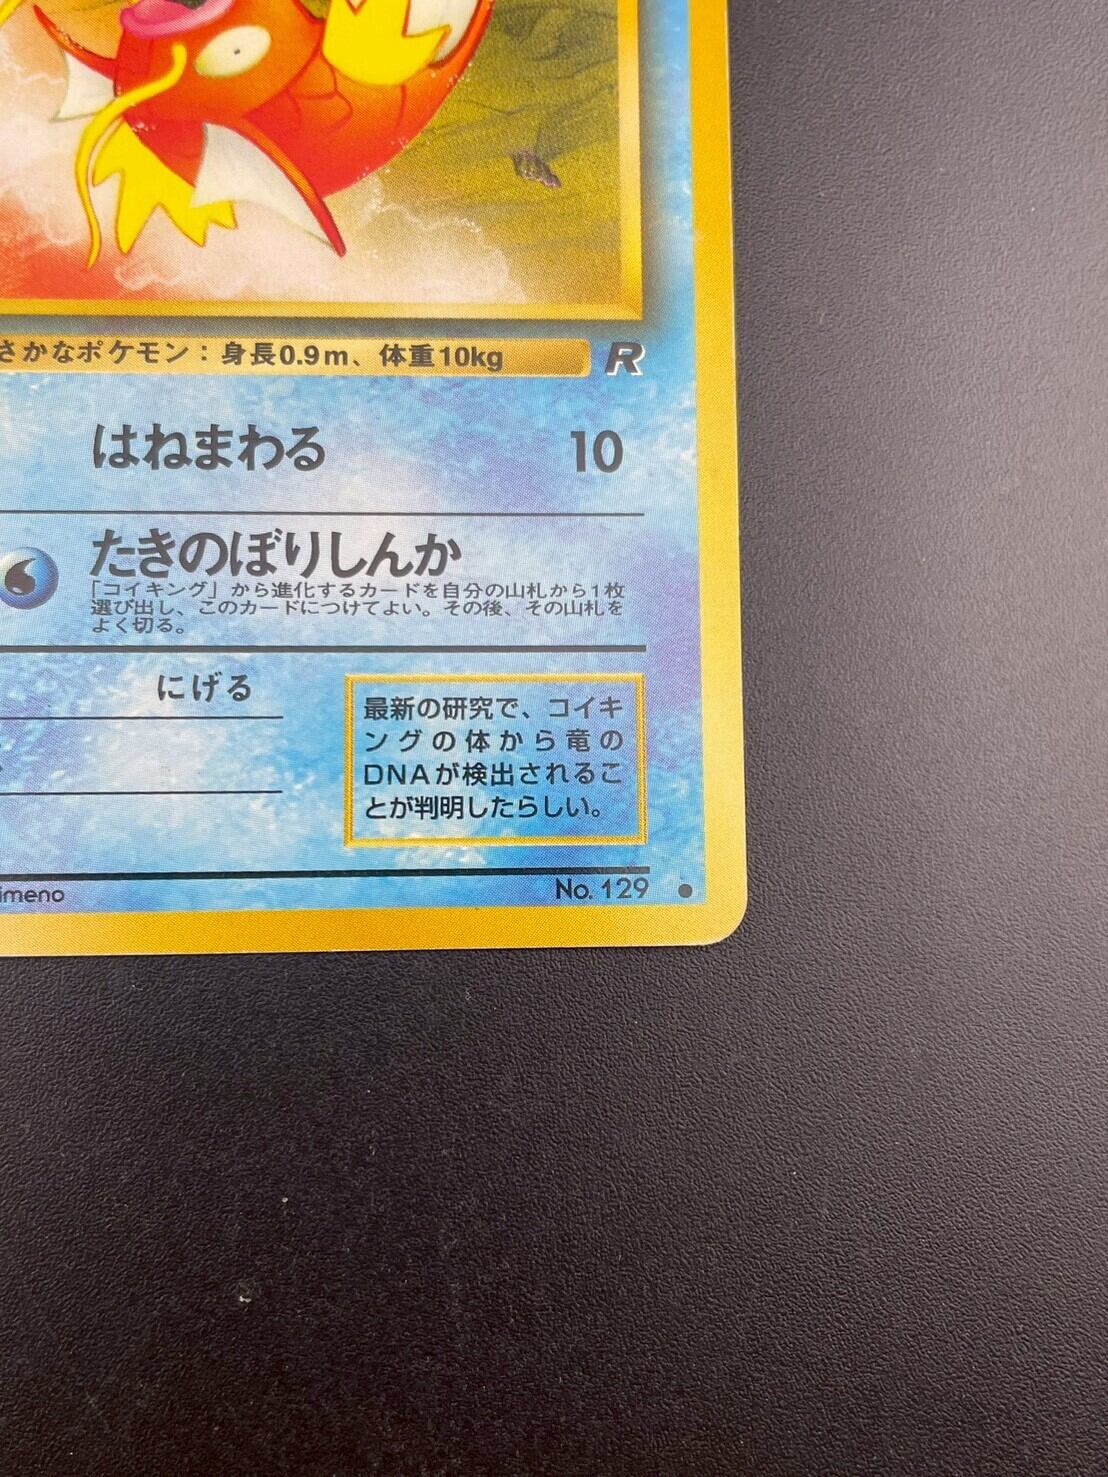 さかなポケモン：身長0.9m、体重10kg
R
はねまわる 10
たきのぼりしんか
「コイキング」から進化するカードを自分の山札から1枚
選び出し、このカードにつけてよい。その後、その山札を
よく切る。
にげる
最新の研究で、コイキ
ングの体から竜の
DNAが検出されるこ
とが判明したらしい。
imeno
No. 129 ●